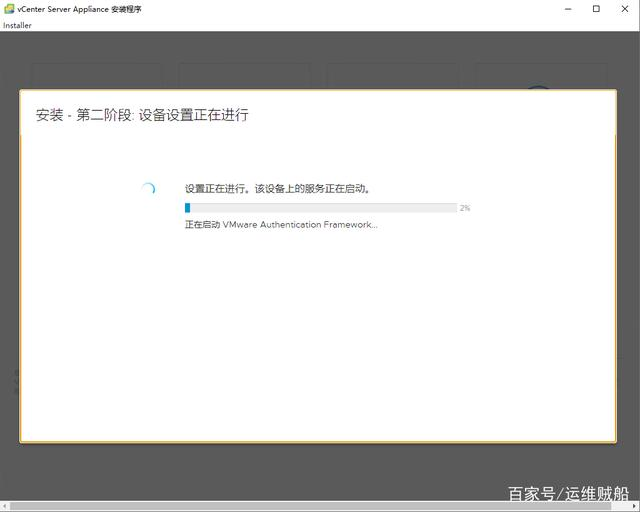 vCenter Server Appliance 安装程序
Installer
安装 - 第二阶段: 设备设置正在进行
设置正在进行。该设备上的服务正在启动。
2%
正在启动 VMware Authentication Framework...
百家号/运维贼船